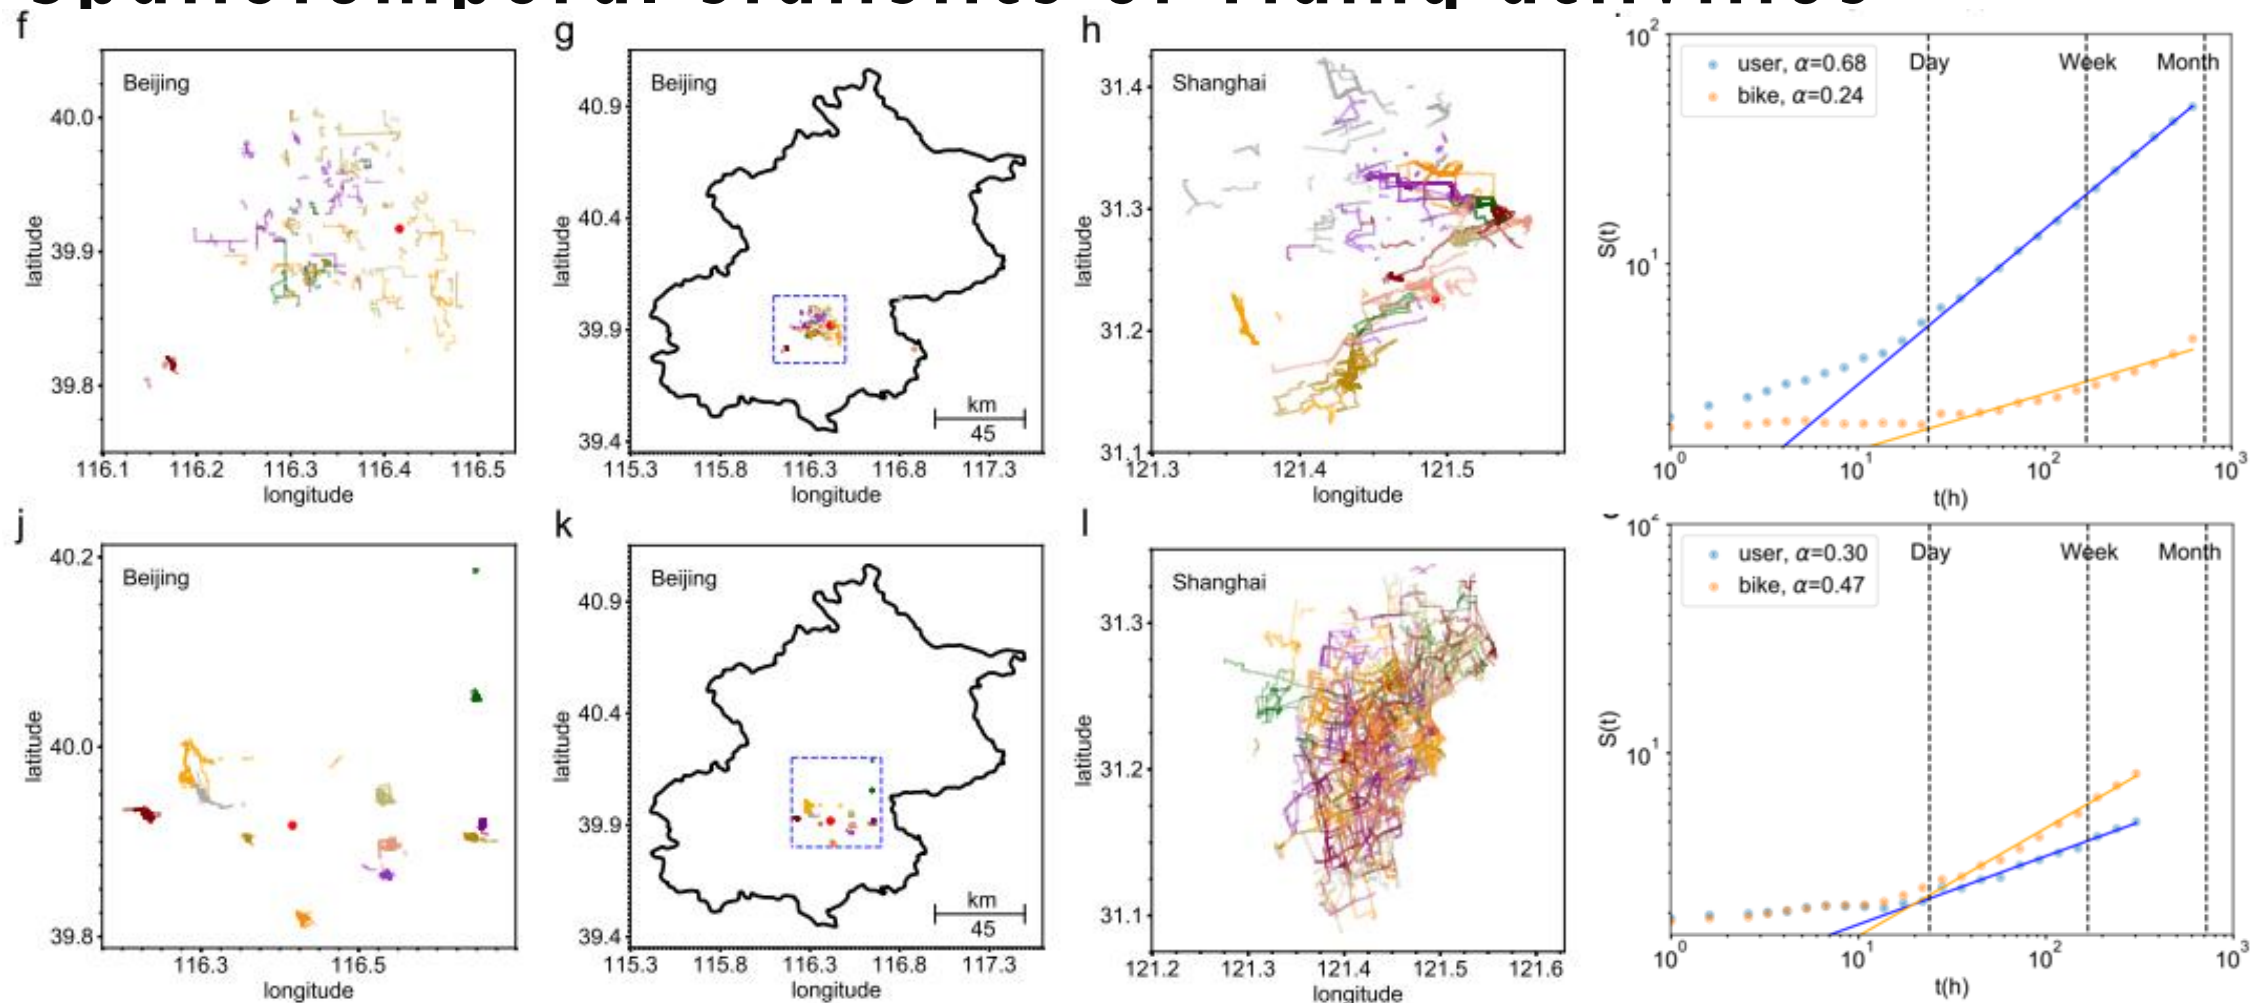 f
Beijing
40.0
39.9
39.8
116.1 116.2 116.3 116.4 116.5
latitude
longitude
g
Beijing
40.9
40.4
39.9
39.4
115.3 115.8 116.3 116.8 117.3
latitude
longitude
km
45
h
Shanghai
31.4
31.3
31.2
31.1
121.3 121.4 121.5
latitude
longitude
10²
10¹
user, α=0.68
bike, α=0.24
Day Week Month
S(t)
10⁰ 10¹ 10² 10³
t(h)
j
Beijing
40.2
40.0
39.8
116.3 116.5
latitude
longitude
k
Beijing
40.9
40.4
39.9
39.4
115.3 115.8 116.3 116.8 117.3
latitude
longitude
km
45
l
Shanghai
31.3
31.2
31.1
121.2 121.3 121.4 121.5 121.6
latitude
longitude
10²
10¹
user, α=0.30
bike, α=0.47
Day Week Month
S(t)
10⁰ 10¹ 10² 10³
t(h)